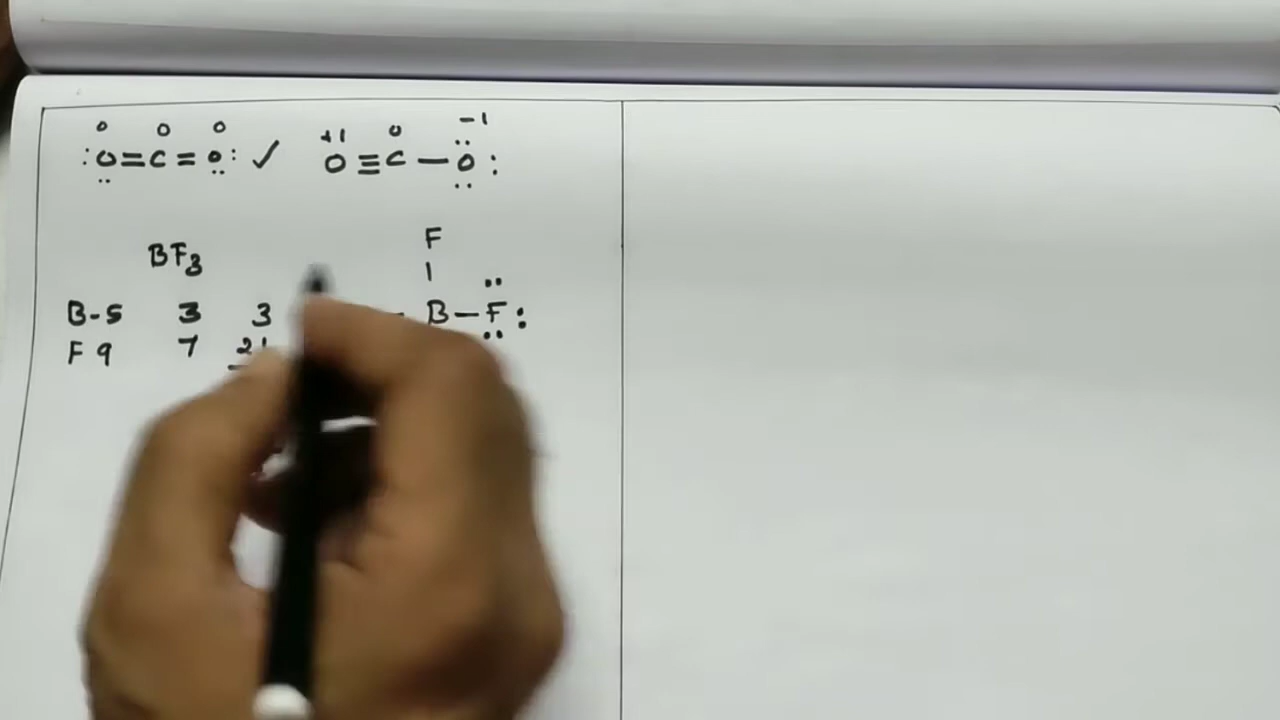 0 0 0 +1 0 -1
:O=C=O: ✓ O≡C—O:
F
BF3 |
B-5 3 3 B—F:
F 9 7 21